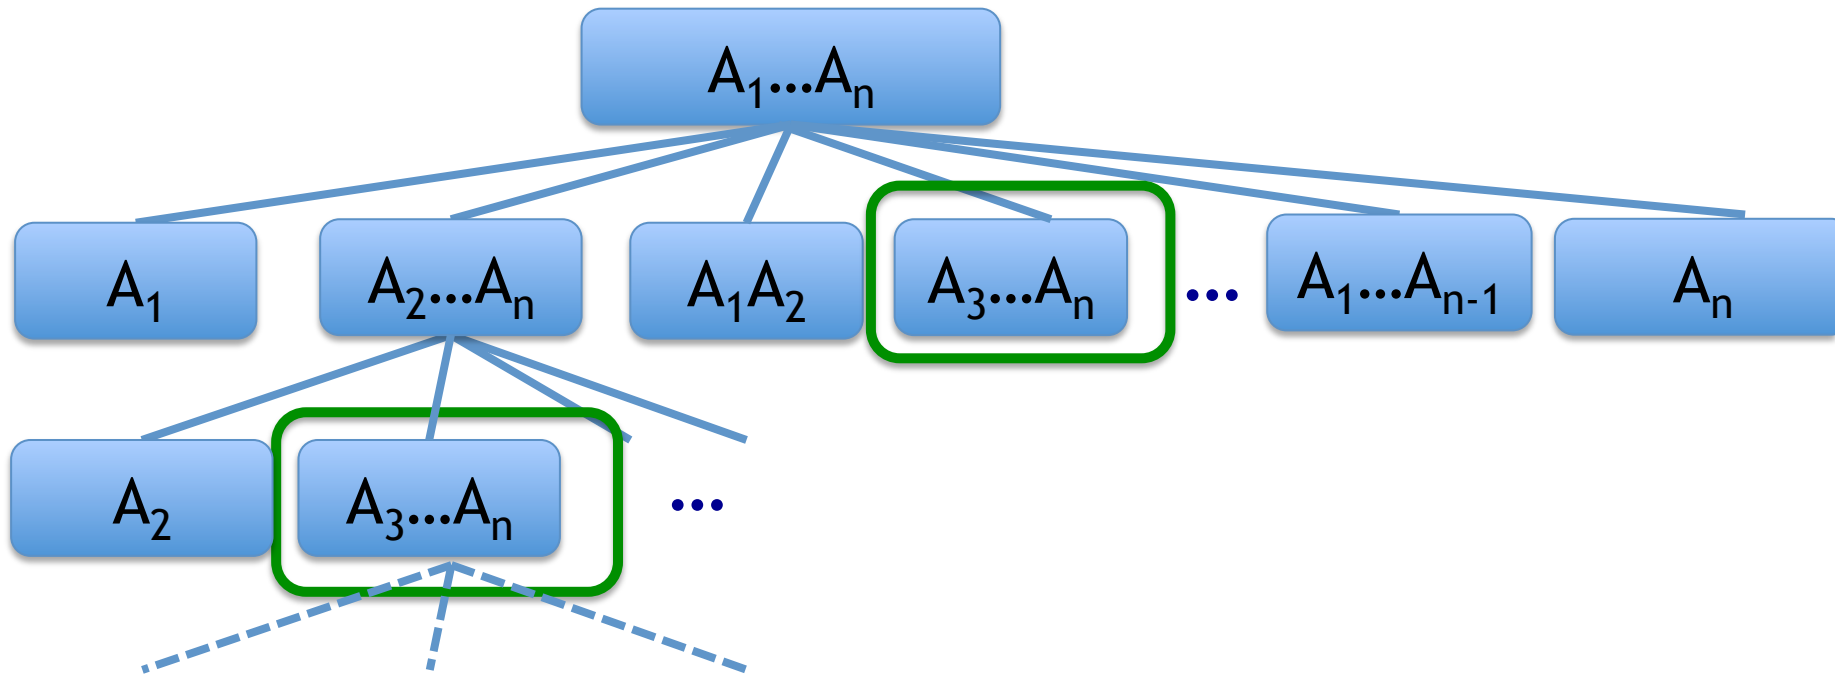 A₁...Aₙ
A₁ A₂...Aₙ A₁A₂ A₃...Aₙ ... A₁...Aₙ₋₁ Aₙ
A₂ A₃...Aₙ ...